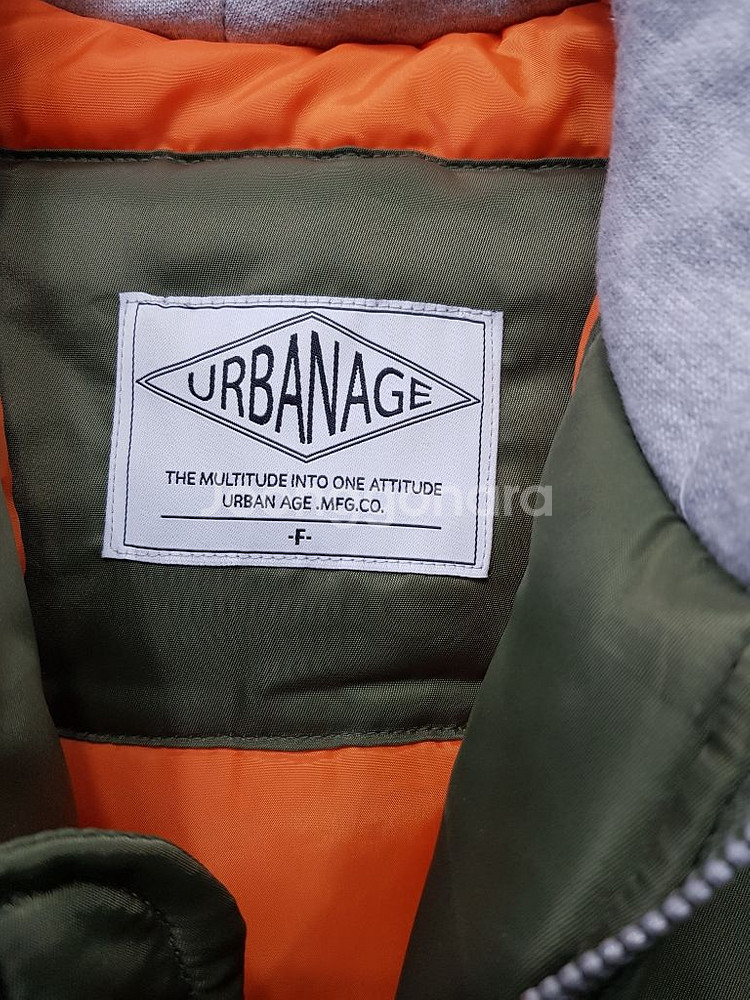 URBANAGE
THE MULTITUDE INTO ONE ATTITUDE
URBAN AGE .MFG.CO.
-F-